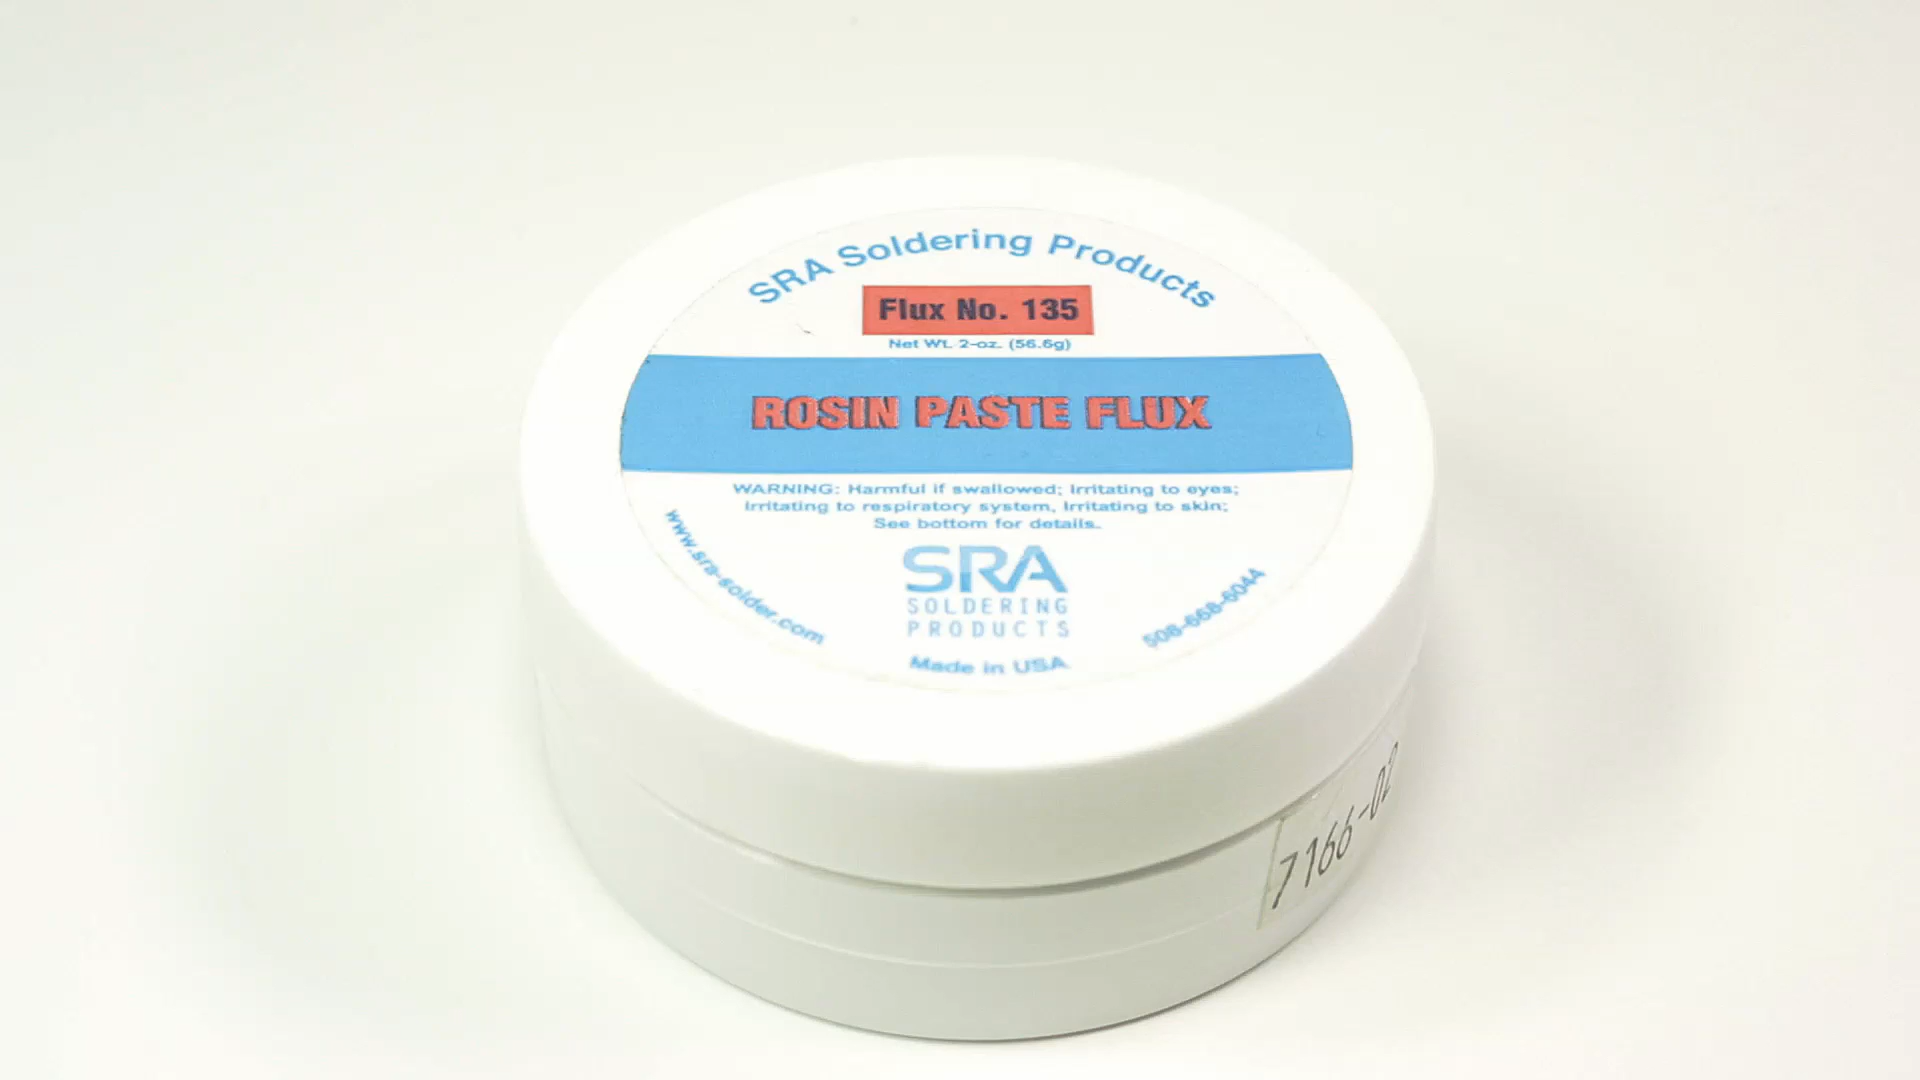 SRA Soldering Products
Flux No. 135
Net Wt. 2-oz. (56.6g)
ROSIN PASTE FLUX
WARNING: Harmful if swallowed; Irritating to eyes;
Irritating to respiratory system, Irritating to skin;
See bottom for details.
www.sra-solder.com
SRA
SOLDERING
PRODUCTS
508-668-6044
Made in USA
7166-02